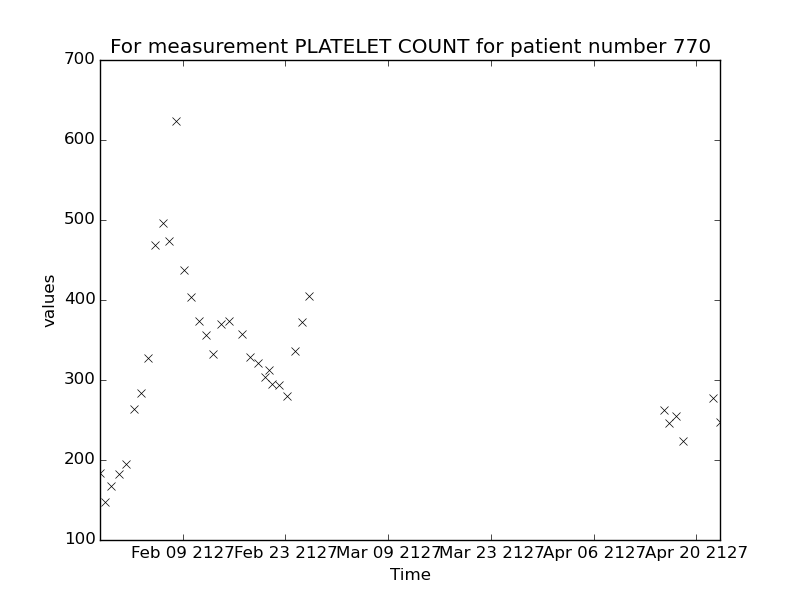 For measurement PLATELET COUNT for patient number 770
700
600
500
400
300
200
100
values
Feb 09 2127 Feb 23 2127 Mar 09 2127 Mar 23 2127 Apr 06 2127 Apr 20 2127
Time